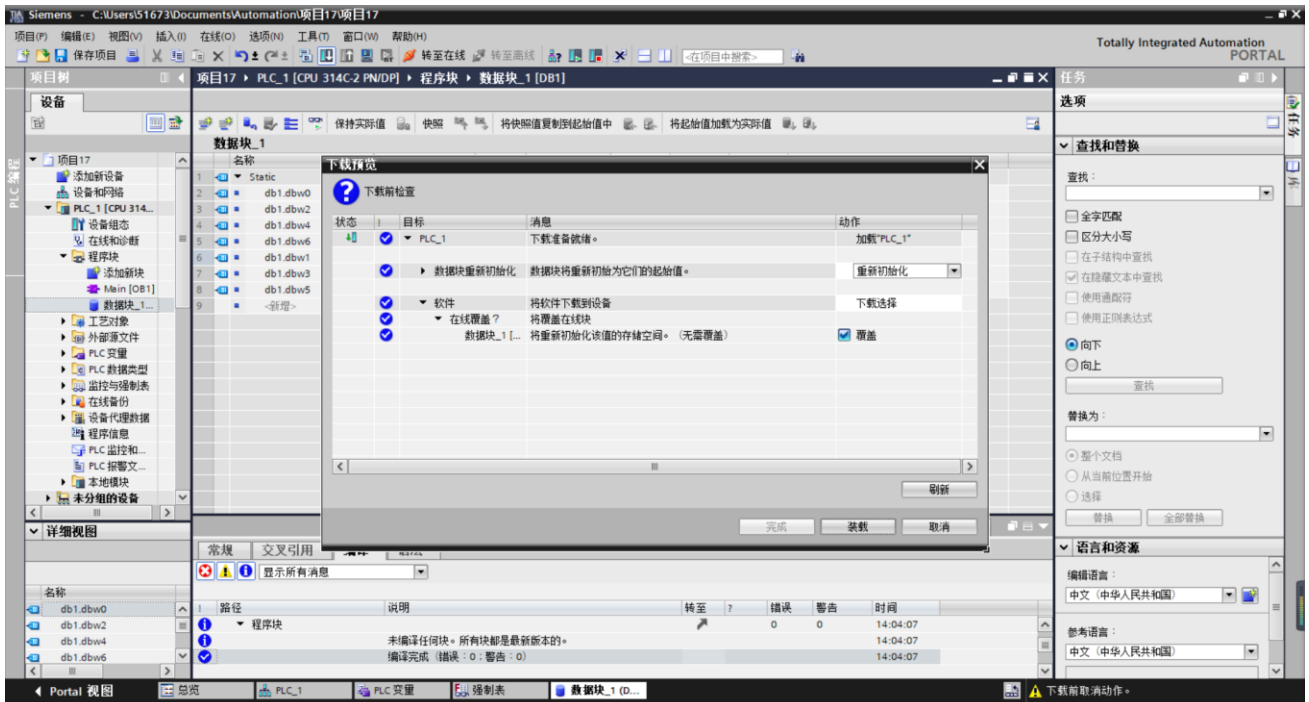 Siemens - C:\Users\51673\Documents\Automation\项目17\项目17
项目(P) 编辑(E) 视图(V) 插入(I) 在线(O) 选项(N) 工具(T) 窗口(W) 帮助(H)
Totally Integrated Automation
PORTAL
保存项目 转至在线 转至离线 <在项目中搜索>
项目树
设备
PLC 编程
项目17
添加新设备
设备和网络
PLC_1 [CPU 314...
设备组态
在线和诊断
程序块
添加新块
Main [OB1]
数据块_1...
工艺对象
外部源文件
PLC 变量
PLC 数据类型
监控与强制表
在线备份
设备代理数据
程序信息
PLC 监控和...
PLC 报警文...
本地模块
未分组的设备
详细视图
名称
db1.dbw0
db1.dbw2
db1.dbw4
db1.dbw6
项目17 ▸ PLC_1 [CPU 314C-2 PN/DP] ▸ 程序块 ▸ 数据块_1 [DB1]
保持实际值 快照 将快照值复制到起始值中 将起始值加载为实际值
数据块_1
名称
1 Static
2 db1.dbw0
3 db1.dbw2
4 db1.dbw4
5 db1.dbw6
6 db1.dbw1
7 db1.dbw3
8 db1.dbw5
9 <新增>
下载预览
下载前检查
状态 ! 目标 消息 动作
PLC_1 下载准备就绪。 加载"PLC_1"
数据块重新初始化 数据块将重新初始为它们的起始值。 重新初始化
软件 将软件下载到设备 下载选择
在线覆盖？ 将覆盖在线块
数据块_1 [... 将重新初始化该值的存储空间。（无需覆盖） 覆盖
刷新
完成 装载 取消
常规 交叉引用
显示所有消息
! 路径 说明 转至 ? 错误 警告 时间
程序块 0 0 14:04:07
未编译任何块。所有块都是最新版本的。 14:04:07
编译完成（错误：0；警告：0） 14:04:07
任务
选项
查找和替换
查找：
全字匹配
区分大小写
在子结构中查找
在隐藏文本中查找
使用通配符
使用正则表达式
向下
向上
查找
替换为：
整个文档
从当前位置开始
选择
替换 全部替换
语言和资源
编辑语言：
中文（中华人民共和国）
参考语言：
中文（中华人民共和国）
任务
库
Portal 视图 总览 PLC_1 PLC 变量 强制表 数据块_1 (D... 下载前取消动作。